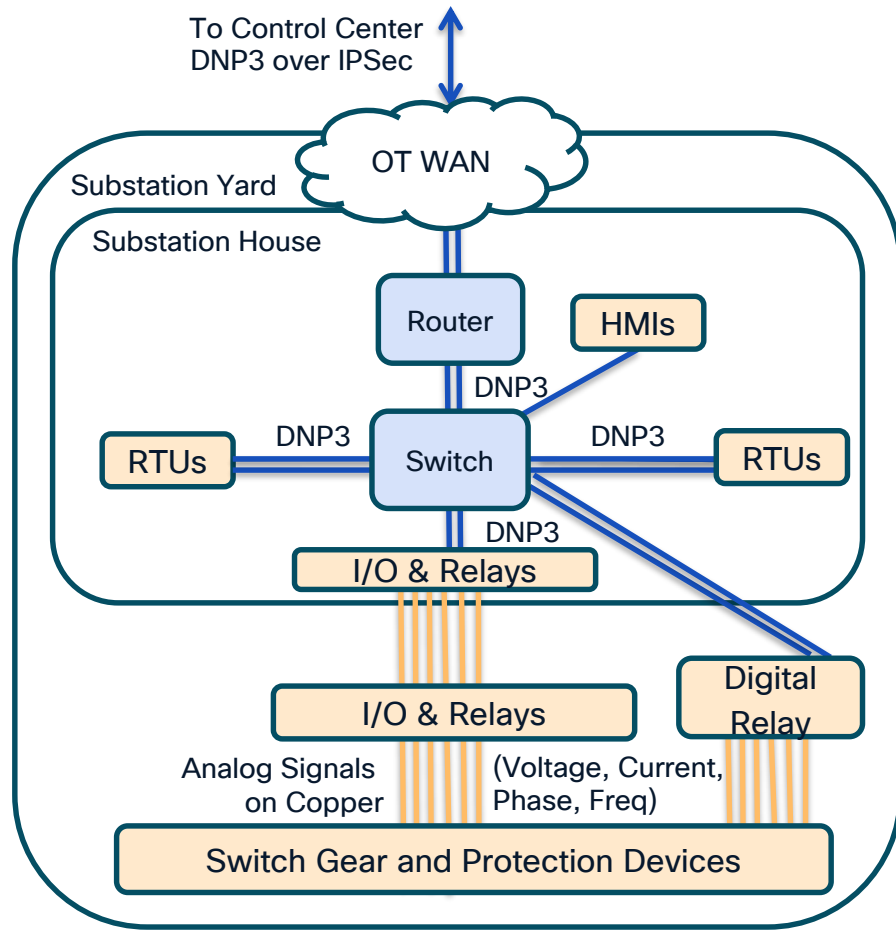 To Control Center
DNP3 over IPSec
OT WAN
Substation Yard
Substation House
Router
HMIs
DNP3
RTUs
DNP3
Switch
DNP3
RTUs
DNP3
I/O & Relays
I/O & Relays
Digital
Relay
Analog Signals
on Copper
(Voltage, Current,
Phase, Freq)
Switch Gear and Protection Devices